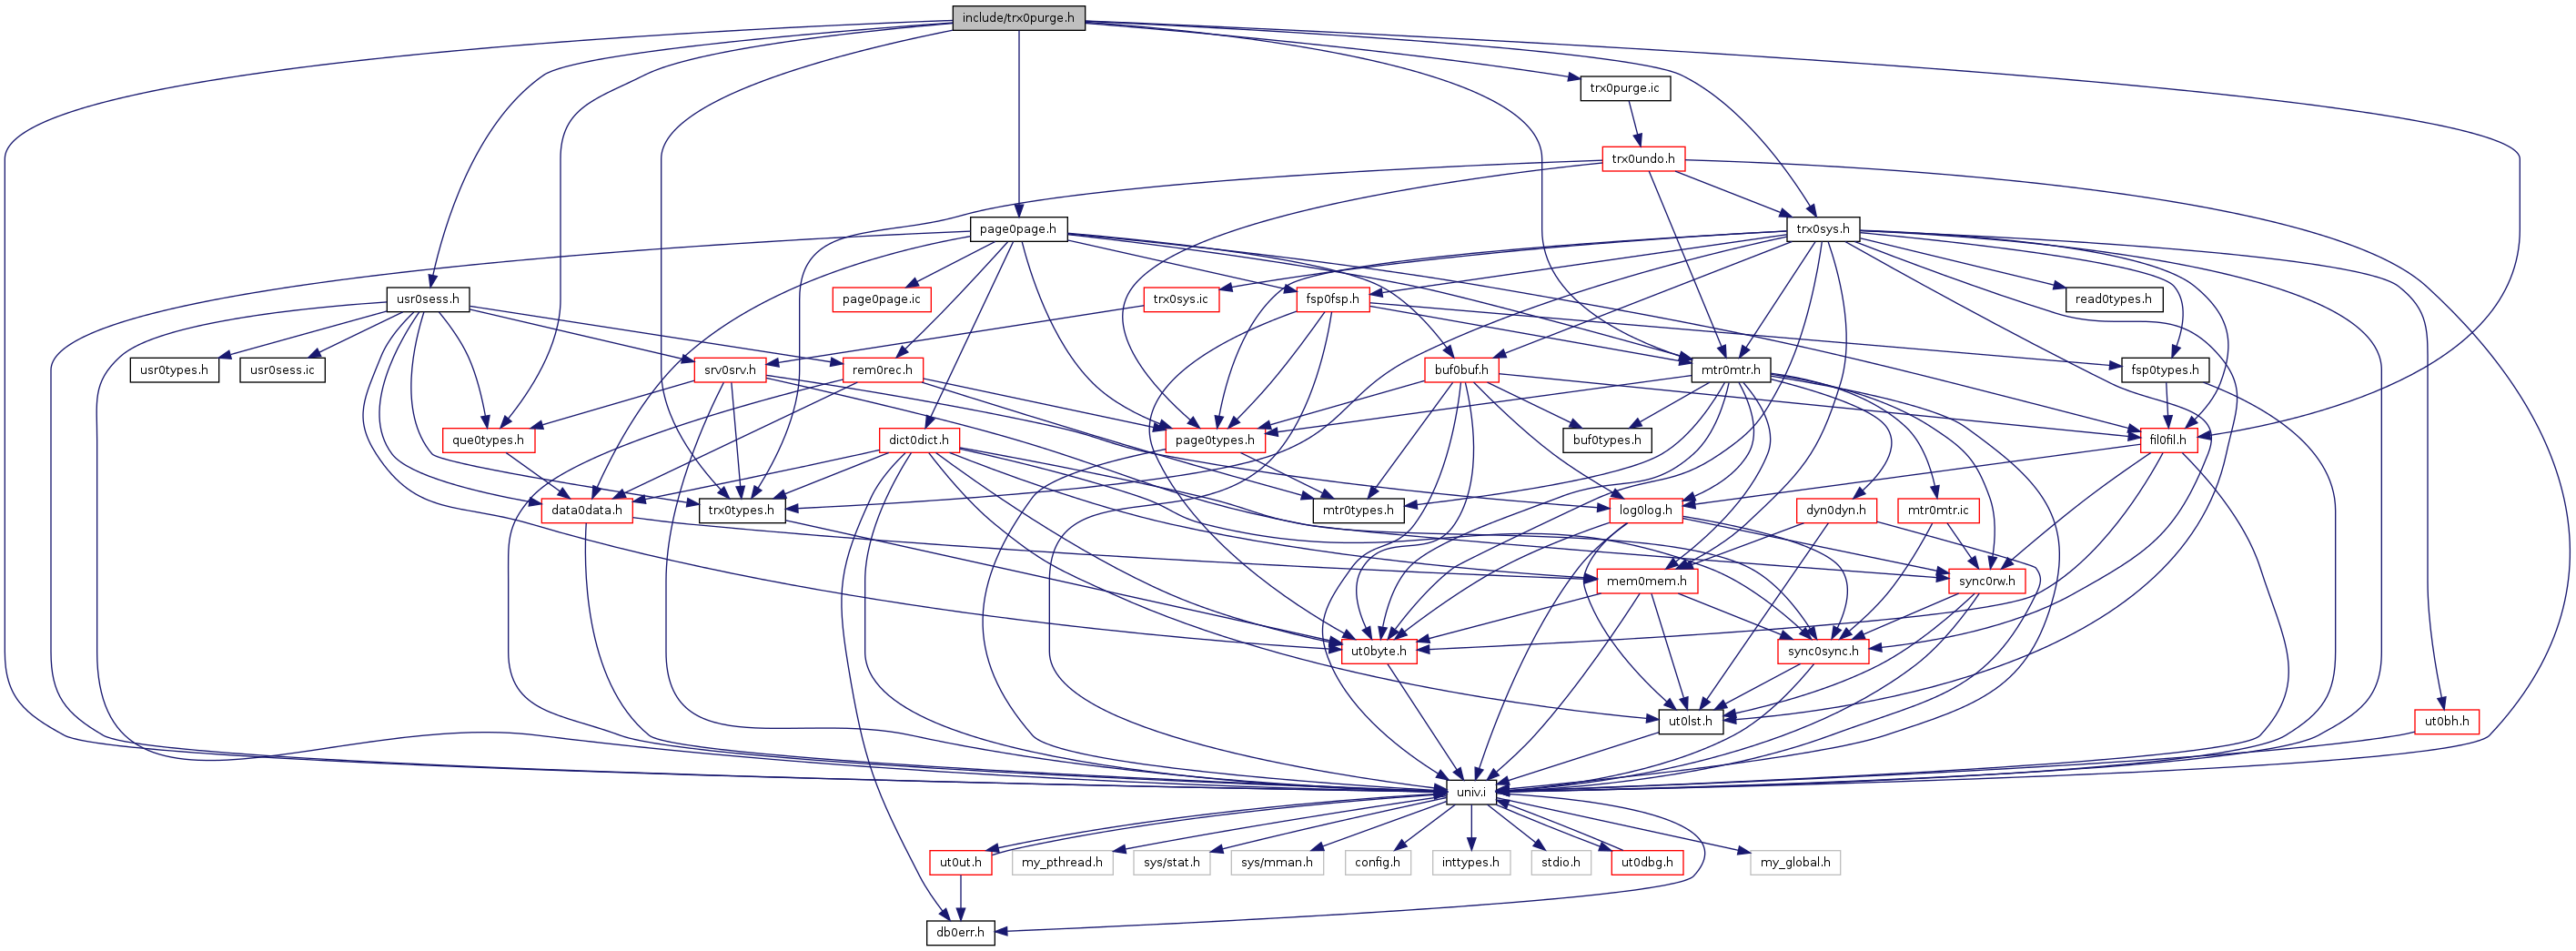 include/trx0purge.h
trx0purge.ic
trx0undo.h
page0page.h
trx0sys.h
usr0sess.h
page0page.ic
trx0sys.ic
fsp0fsp.h
read0types.h
usr0types.h
usr0sess.ic
srv0srv.h
rem0rec.h
buf0buf.h
mtr0mtr.h
fsp0types.h
que0types.h
dict0dict.h
page0types.h
buf0types.h
fil0fil.h
data0data.h
trx0types.h
mtr0types.h
log0log.h
dyn0dyn.h
mtr0mtr.ic
mem0mem.h
sync0rw.h
ut0byte.h
sync0sync.h
ut0lst.h
ut0bh.h
univ.i
ut0ut.h
my_pthread.h
sys/stat.h
sys/mman.h
config.h
inttypes.h
stdio.h
ut0dbg.h
my_global.h
db0err.h